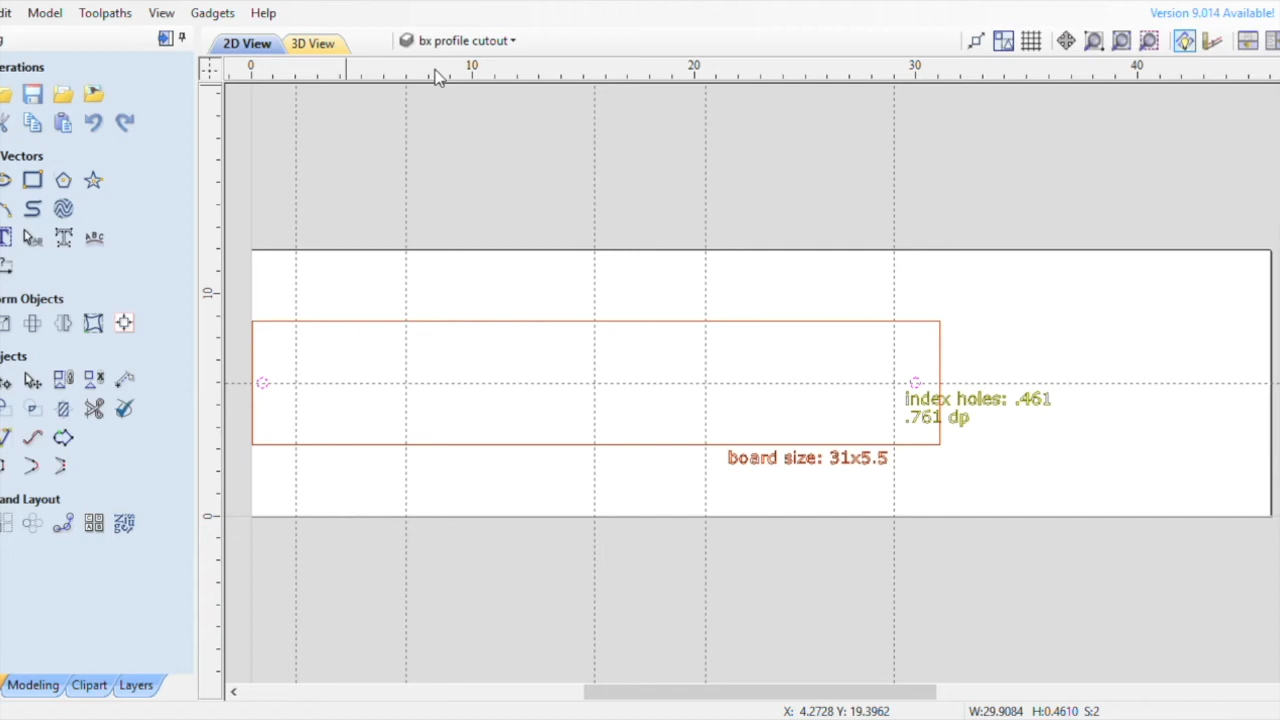 dit Model Toolpaths View Gadgets Help
Version 9.014 Available!
g
2D View 3D View bx profile cutout
0 10 20 30 40
erations
Vectors
ABC
orm Objects
10
bjects
index holes: .461
.761 dp
board size: 31x5.5
and Layout
0
Modeling Clipart Layers
X: 4.2728 Y: 19.3962 W:29.9084 H:0.4610 S:2